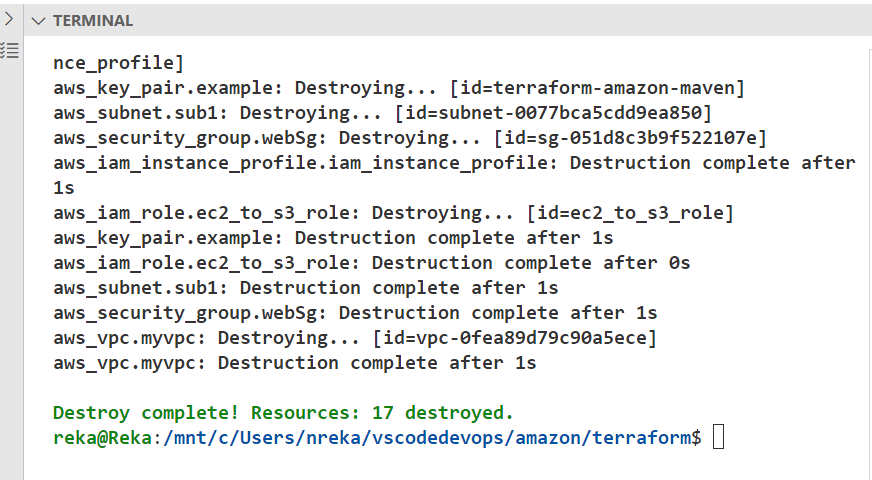 TERMINAL
nce_profile]
aws_key_pair.example: Destroying... [id=terraform-amazon-maven]
aws_subnet.sub1: Destroying... [id=subnet-0077bca5cdd9ea850]
aws_security_group.webSg: Destroying... [id=sg-051d8c3b9f522107e]
aws_iam_instance_profile.iam_instance_profile: Destruction complete after
1s
aws_iam_role.ec2_to_s3_role: Destroying... [id=ec2_to_s3_role]
aws_key_pair.example: Destruction complete after 1s
aws_iam_role.ec2_to_s3_role: Destruction complete after 0s
aws_subnet.sub1: Destruction complete after 1s
aws_security_group.webSg: Destruction complete after 1s
aws_vpc.myvpc: Destroying... [id=vpc-0fea89d79c90a5ece]
aws_vpc.myvpc: Destruction complete after 1s
Destroy complete! Resources: 17 destroyed.
reka@Reka:/mnt/c/Users/nreka/vscodedevops/amazon/terraform$